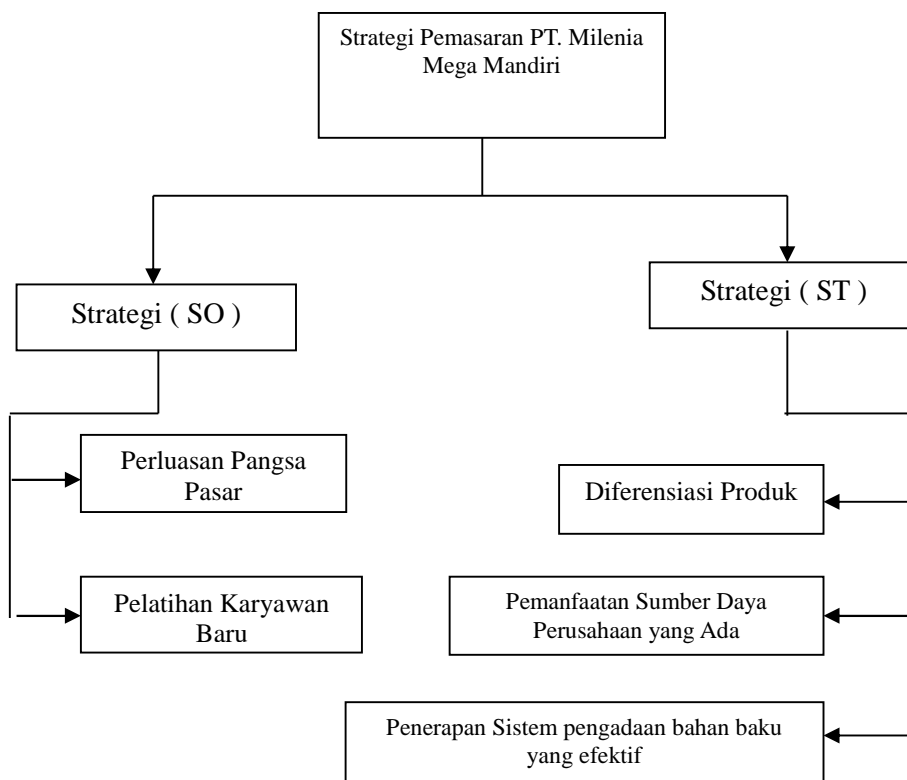 Strategi Pemasaran PT. Milenia
Mega Mandiri
Strategi ( SO )
Strategi ( ST )
Perluasan Pangsa
Pasar
Diferensiasi Produk
Pelatihan Karyawan
Baru
Pemanfaatan Sumber Daya
Perusahaan yang Ada
Penerapan Sistem pengadaan bahan baku
yang efektif